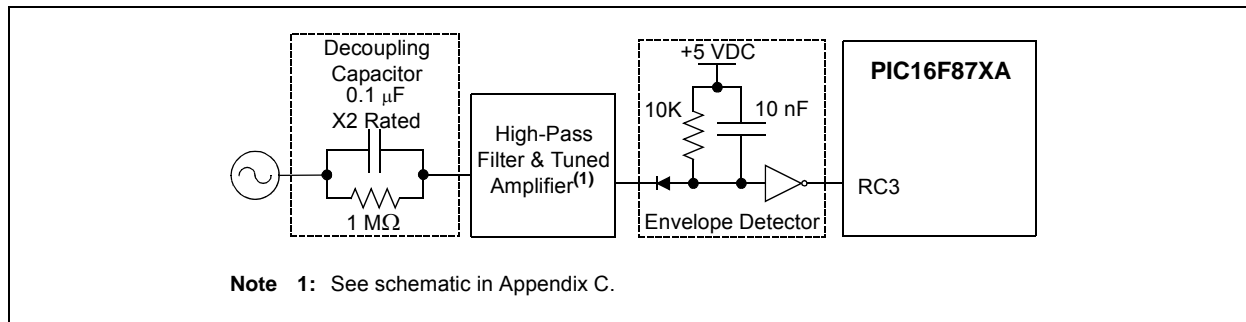 Decoupling
Capacitor
0.1 μF
X2 Rated
1 MΩ
High-Pass
Filter & Tuned
Amplifier(1)
+5 VDC
10K
10 nF
Envelope Detector
PIC16F87XA
RC3
Note 1: See schematic in Appendix C.